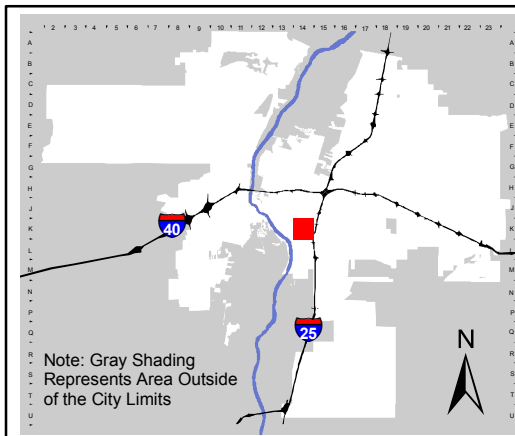 2 3 4 5 6 7 8 9 10 11 12 13 14 15 16 17 18 19 20 21 22 23
A A
B B
C C
D D
E E
F F
G G
H H
J J
K K
40
L L
M M
N N
P P
Q Q
25
R R
S S
T T
U U
N
Note: Gray Shading
Represents Area Outside
of the City Limits